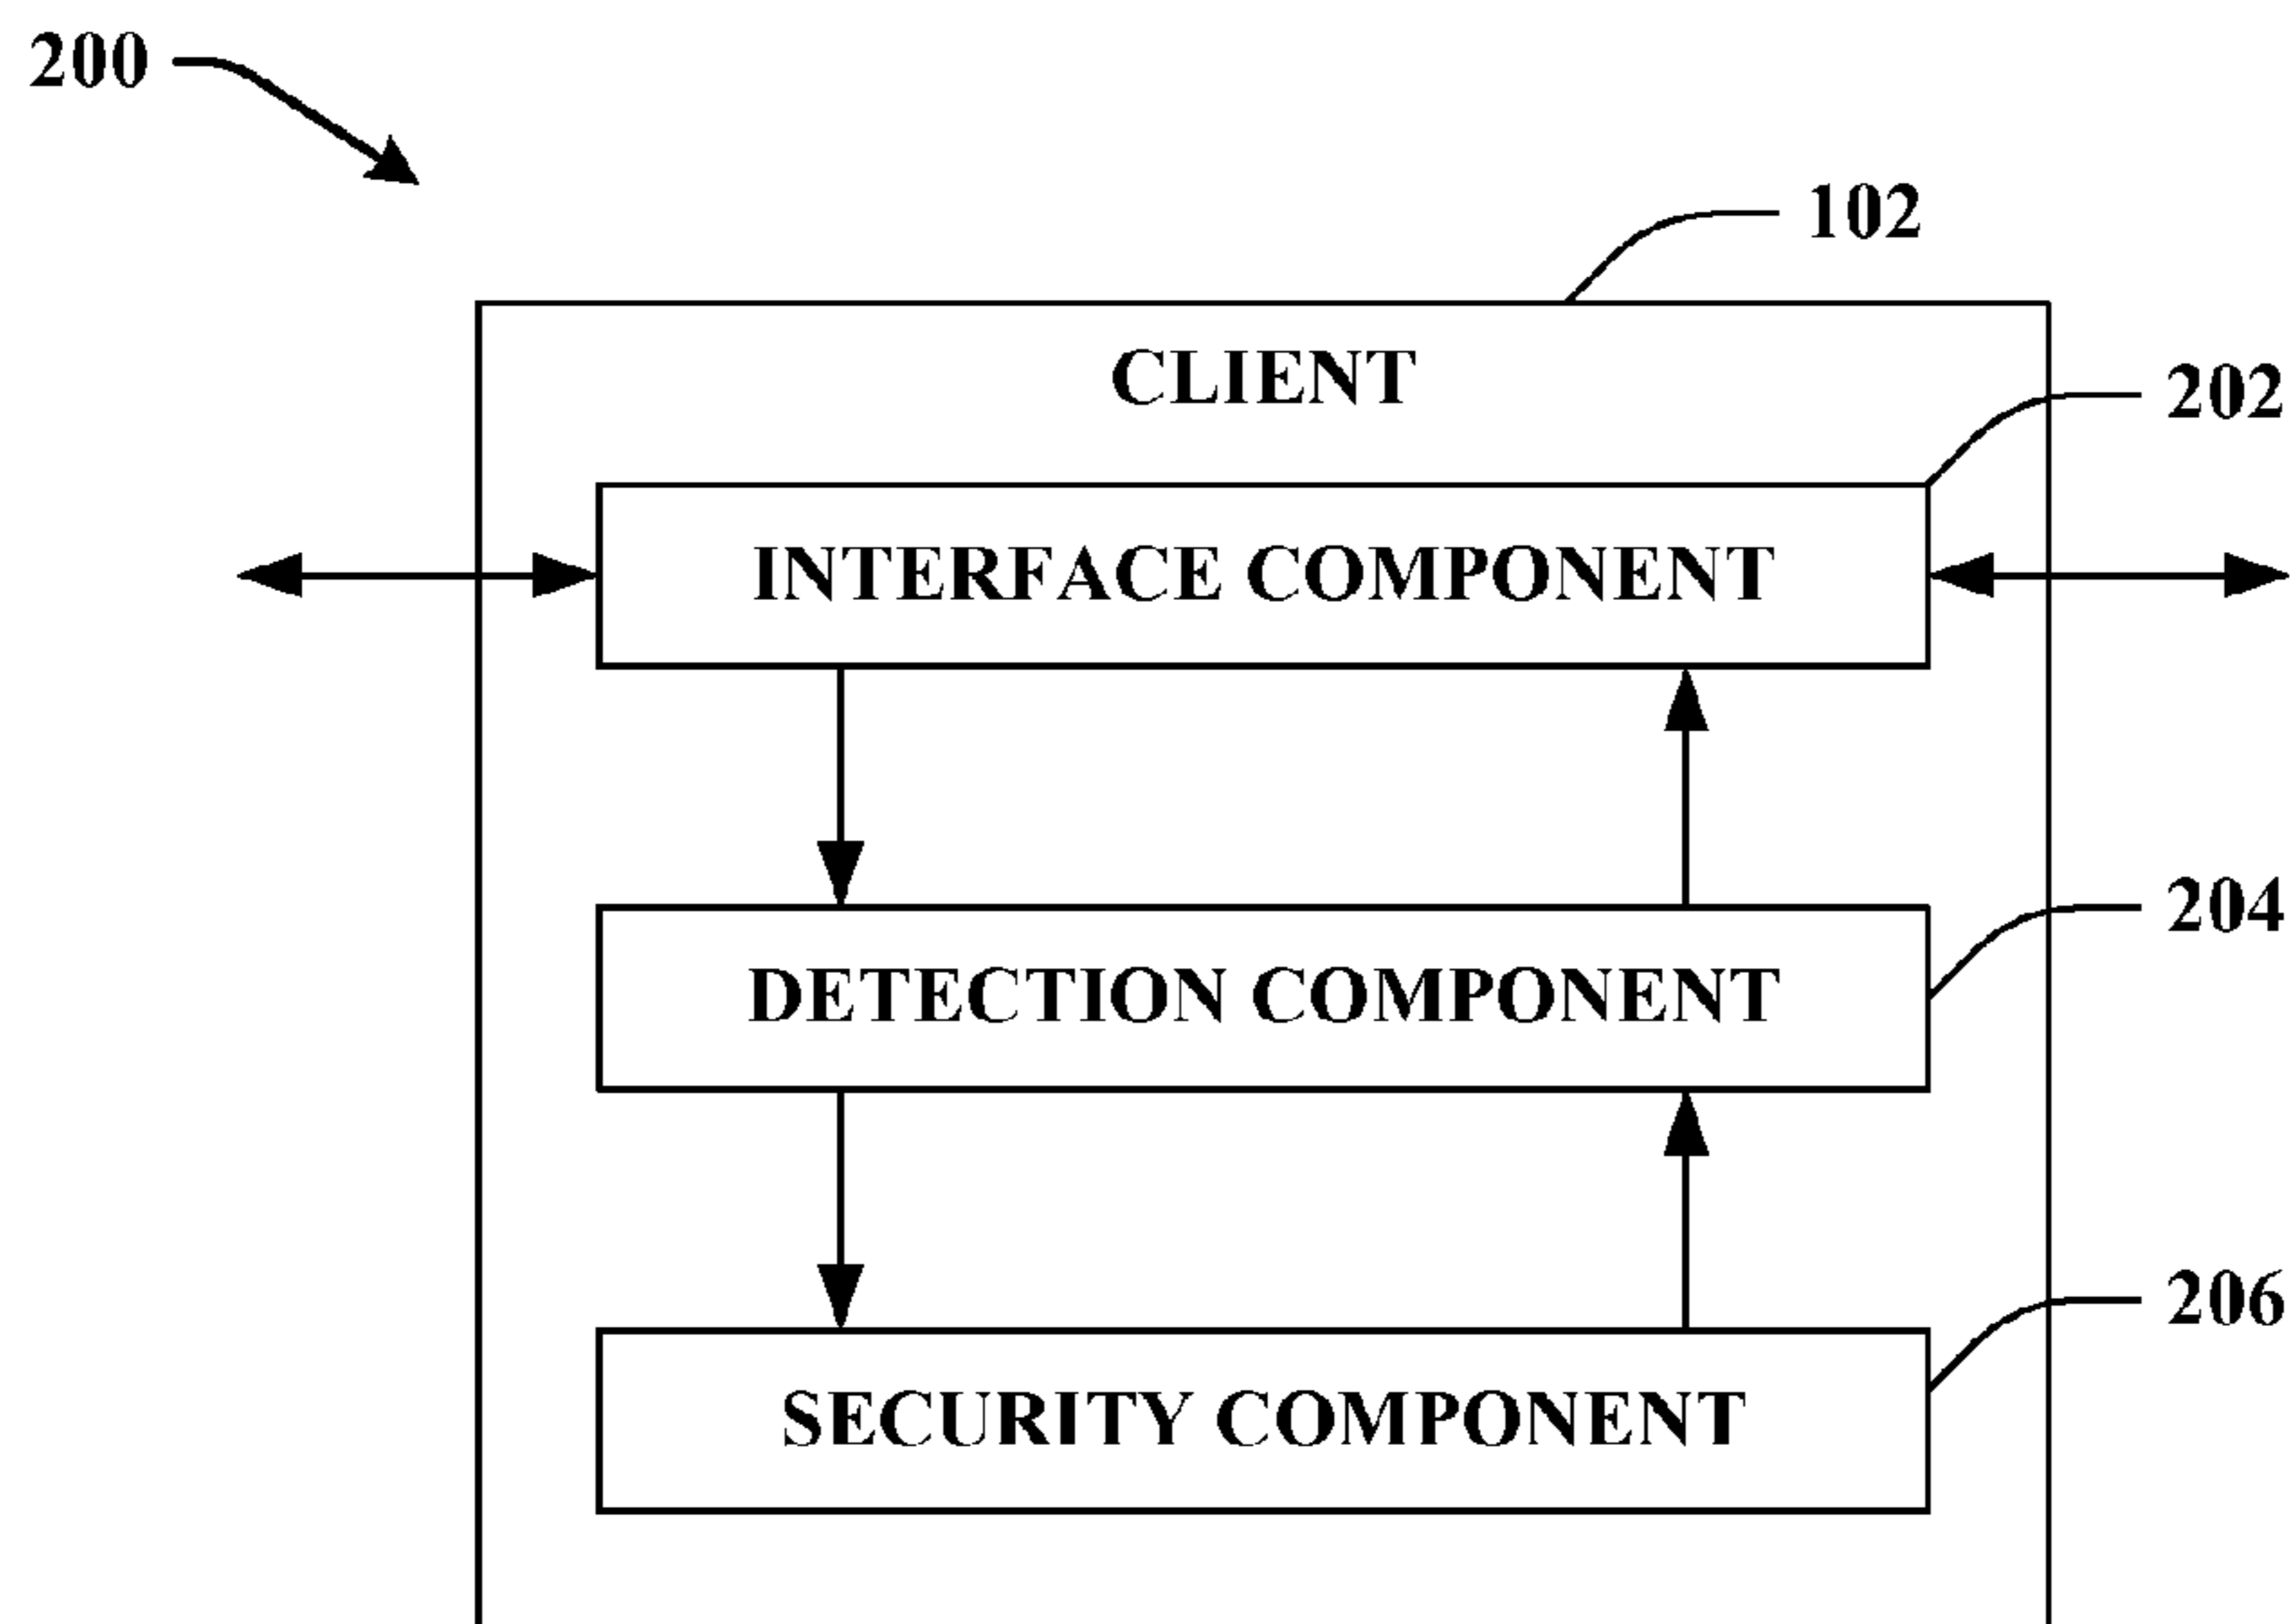 200
102
CLIENT
202
INTERFACE COMPONENT
204
DETECTION COMPONENT
206
SECURITY COMPONENT